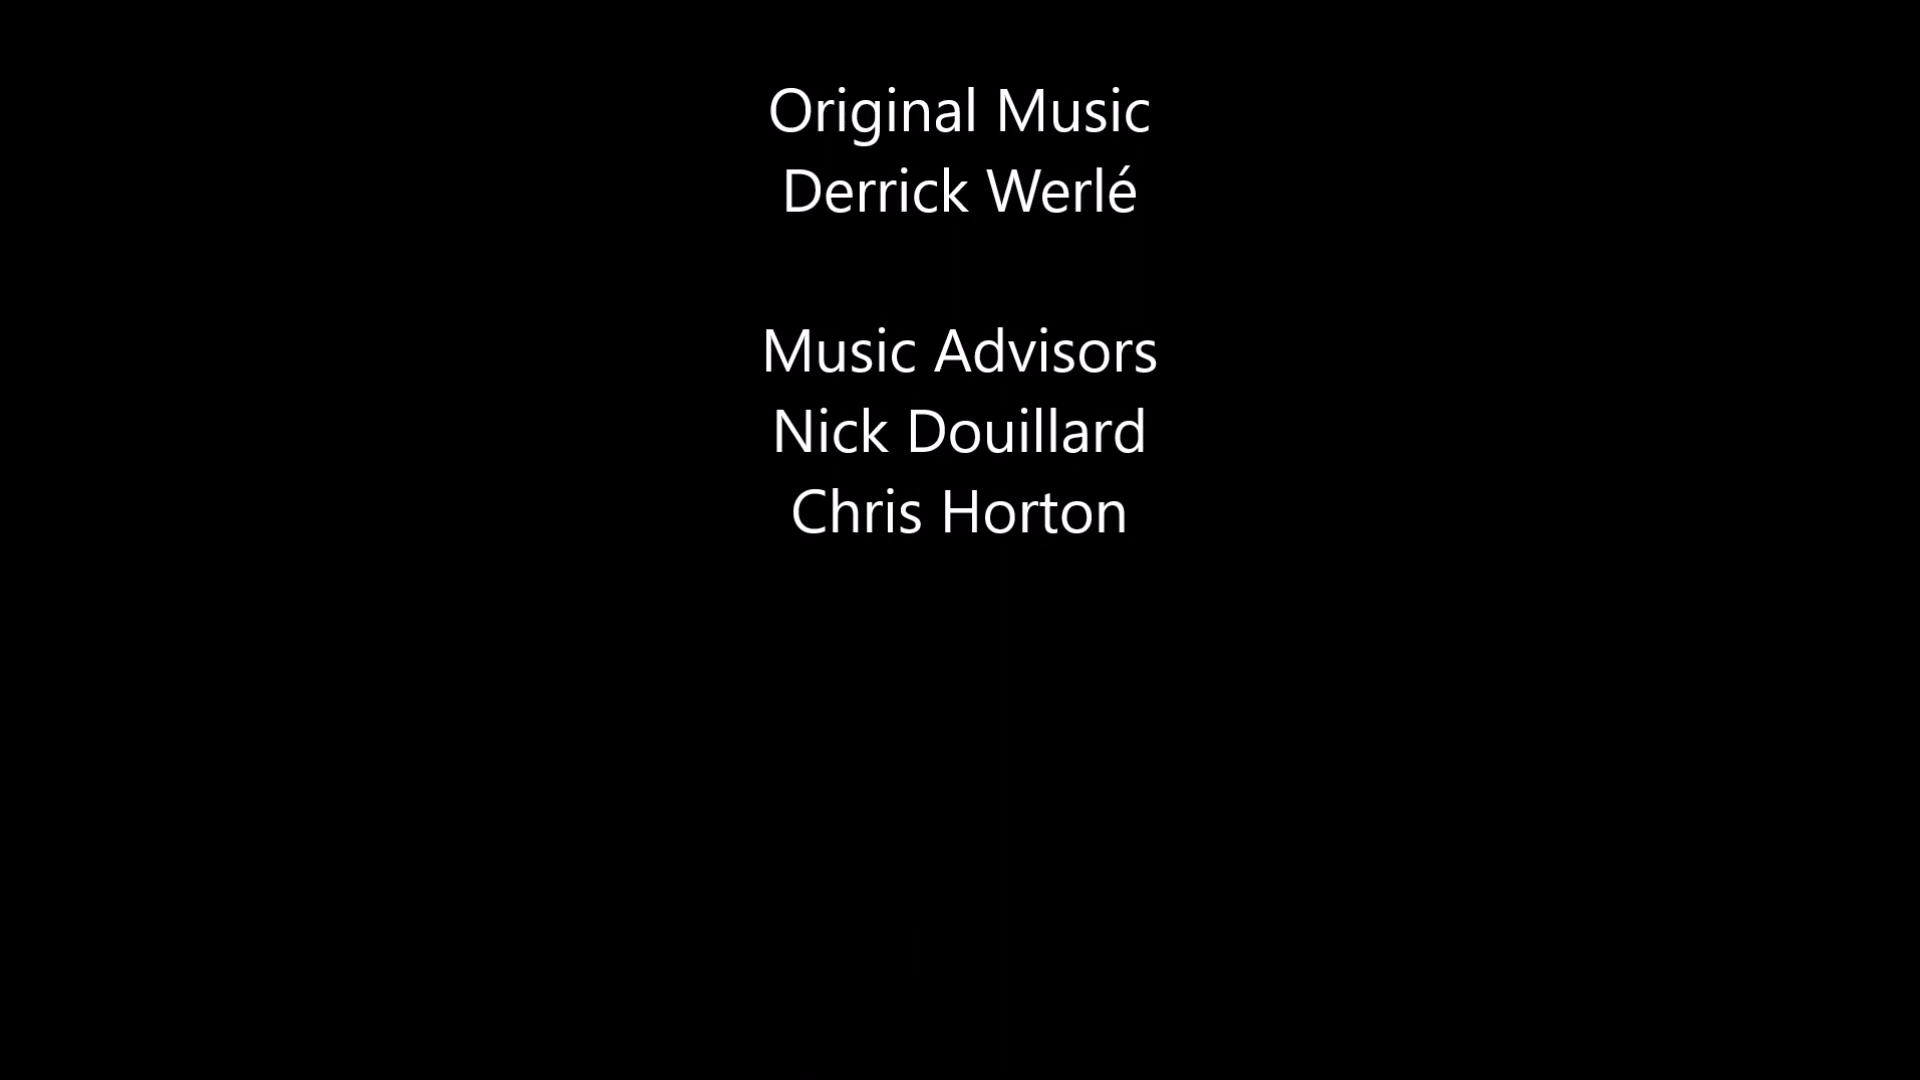 Original Music
Derrick Werlé
Music Advisors
Nick Douillard
Chris Horton